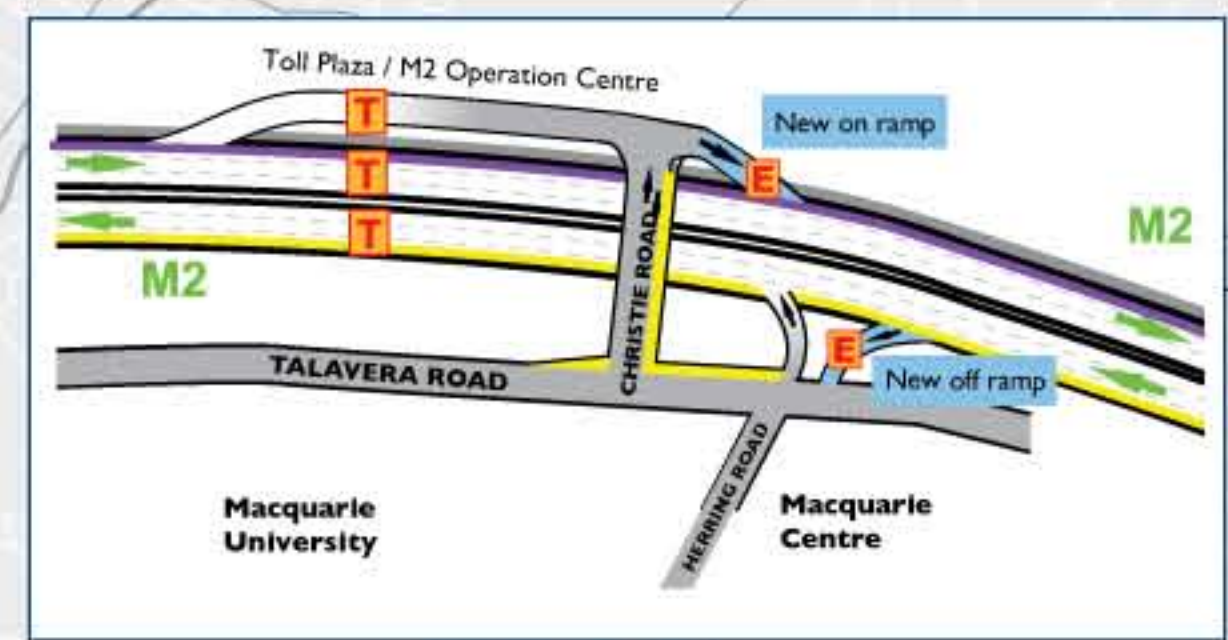 Toll Plaza / M2 Operation Centre
T
New on ramp
T
E
M2
T
CHRISTIE ROAD
M2
E
TALAVERA ROAD
New off ramp
HERRING ROAD
Macquarie
University
Macquarie
Centre